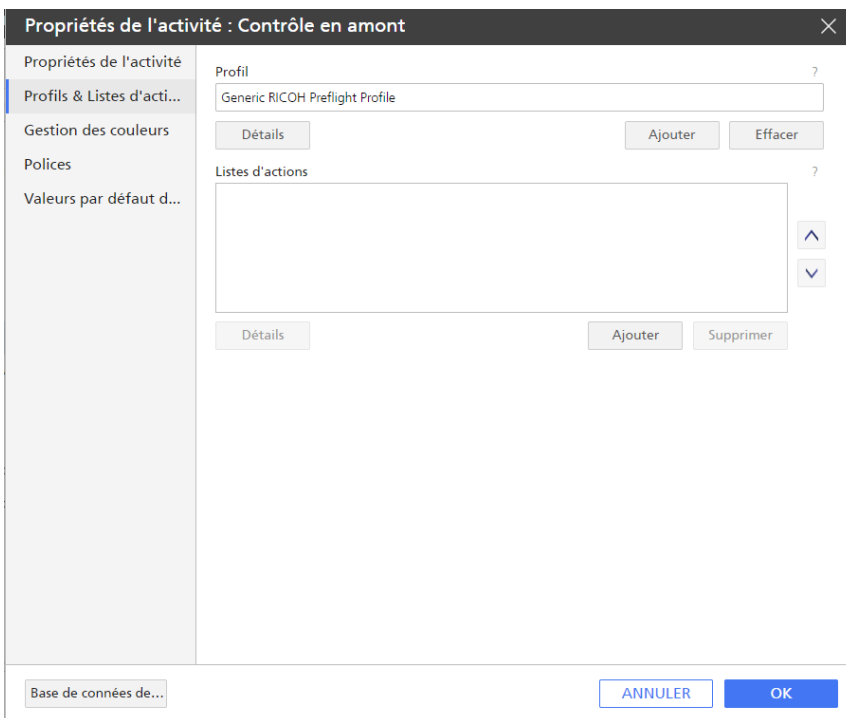 Propriétés de l'activité : Contrôle en amont
Propriétés de l'activité
Profils & Listes d'acti...
Gestion des couleurs
Polices
Valeurs par défaut d...
Profil
?
Generic RICOH Preflight Profile
Détails
Ajouter
Effacer
Listes d'actions
?
Détails
Ajouter
Supprimer
Base de connées de...
ANNULER
OK